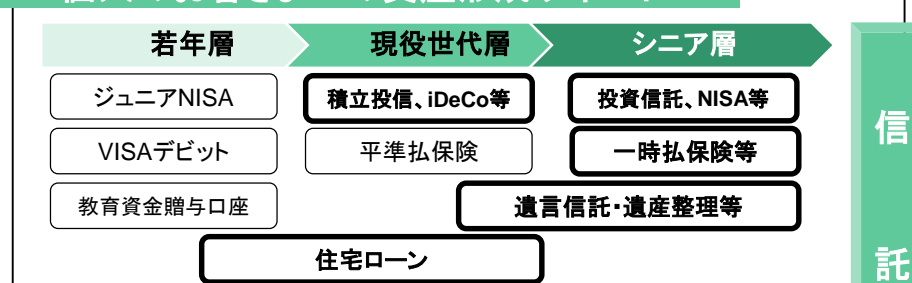 若年層 現役世代層 シニア層
ジュニアNISA 積立投信、iDeCo等 投資信託、NISA等
VISAデビット 平準払保険 一時払保険等
教育資金贈与口座 遺言信託・遺産整理等
住宅ローン
信
託